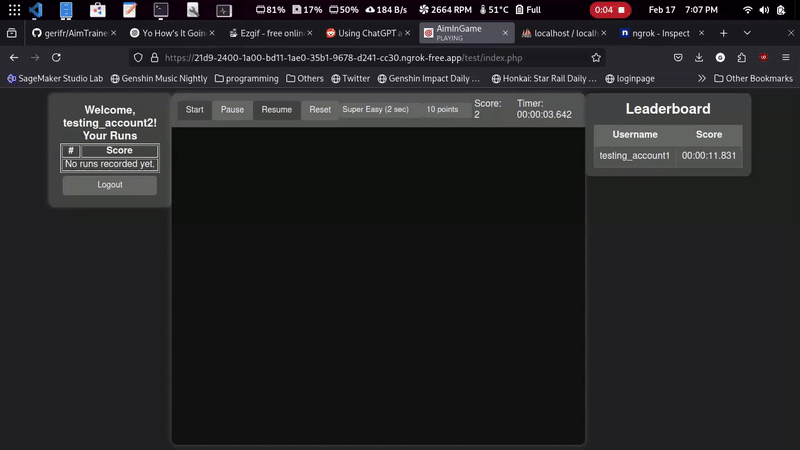 81% 17% 50% 184 B/s 2664 RPM 51°C Full 0:04 Feb 17 7:07 PM
gerifr/AimTraine Yo How's It Goin Ezgif - free onlin Using ChatGPT a AimInGame localhost / localh ngrok - Inspect
PLAYING
https://21d9-2400-1a00-bd11-1ae0-35b1-9678-d241-cc30.ngrok-free.app/test/index.php
SageMaker Studio Lab Genshin Music Nightly programming Others Twitter Genshin Impact Daily ... Honkai: Star Rail Daily ... loginpage Other Bookmarks
Welcome,
testing_account2!
Your Runs
# Score
No runs recorded yet.
Logout
Start Pause Resume Reset Super Easy (2 sec) 10 points
Score:
2
Timer:
00:00:03.642
Leaderboard
Username Score
testing_account1 00:00:11.831